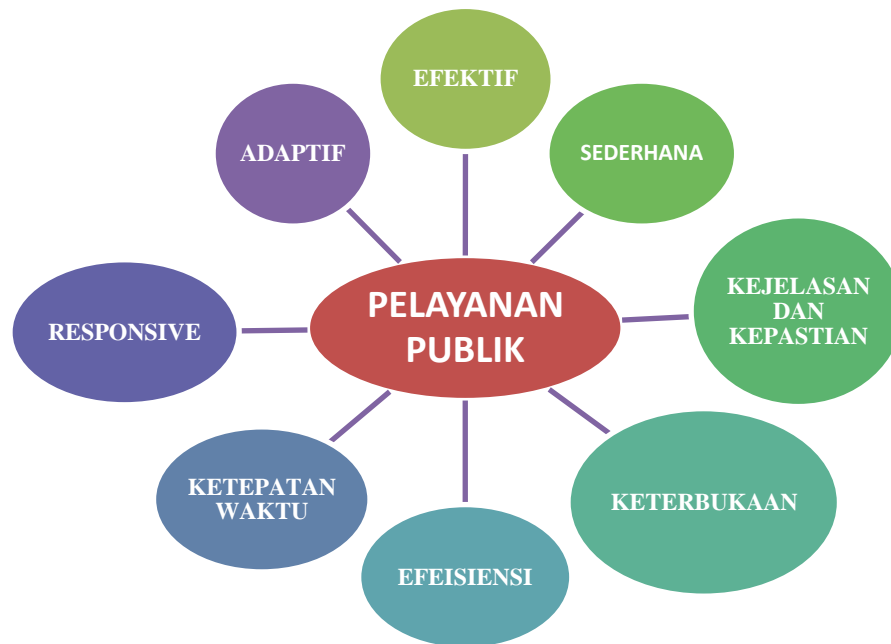 EFEKTIF
SEDERHANA
KEJELASAN
DAN
KEPASTIAN
KETERBUKAAN
EFEISIENSI
KETEPATAN
WAKTU
RESPONSIVE
ADAPTIF
PELAYANAN
PUBLIK